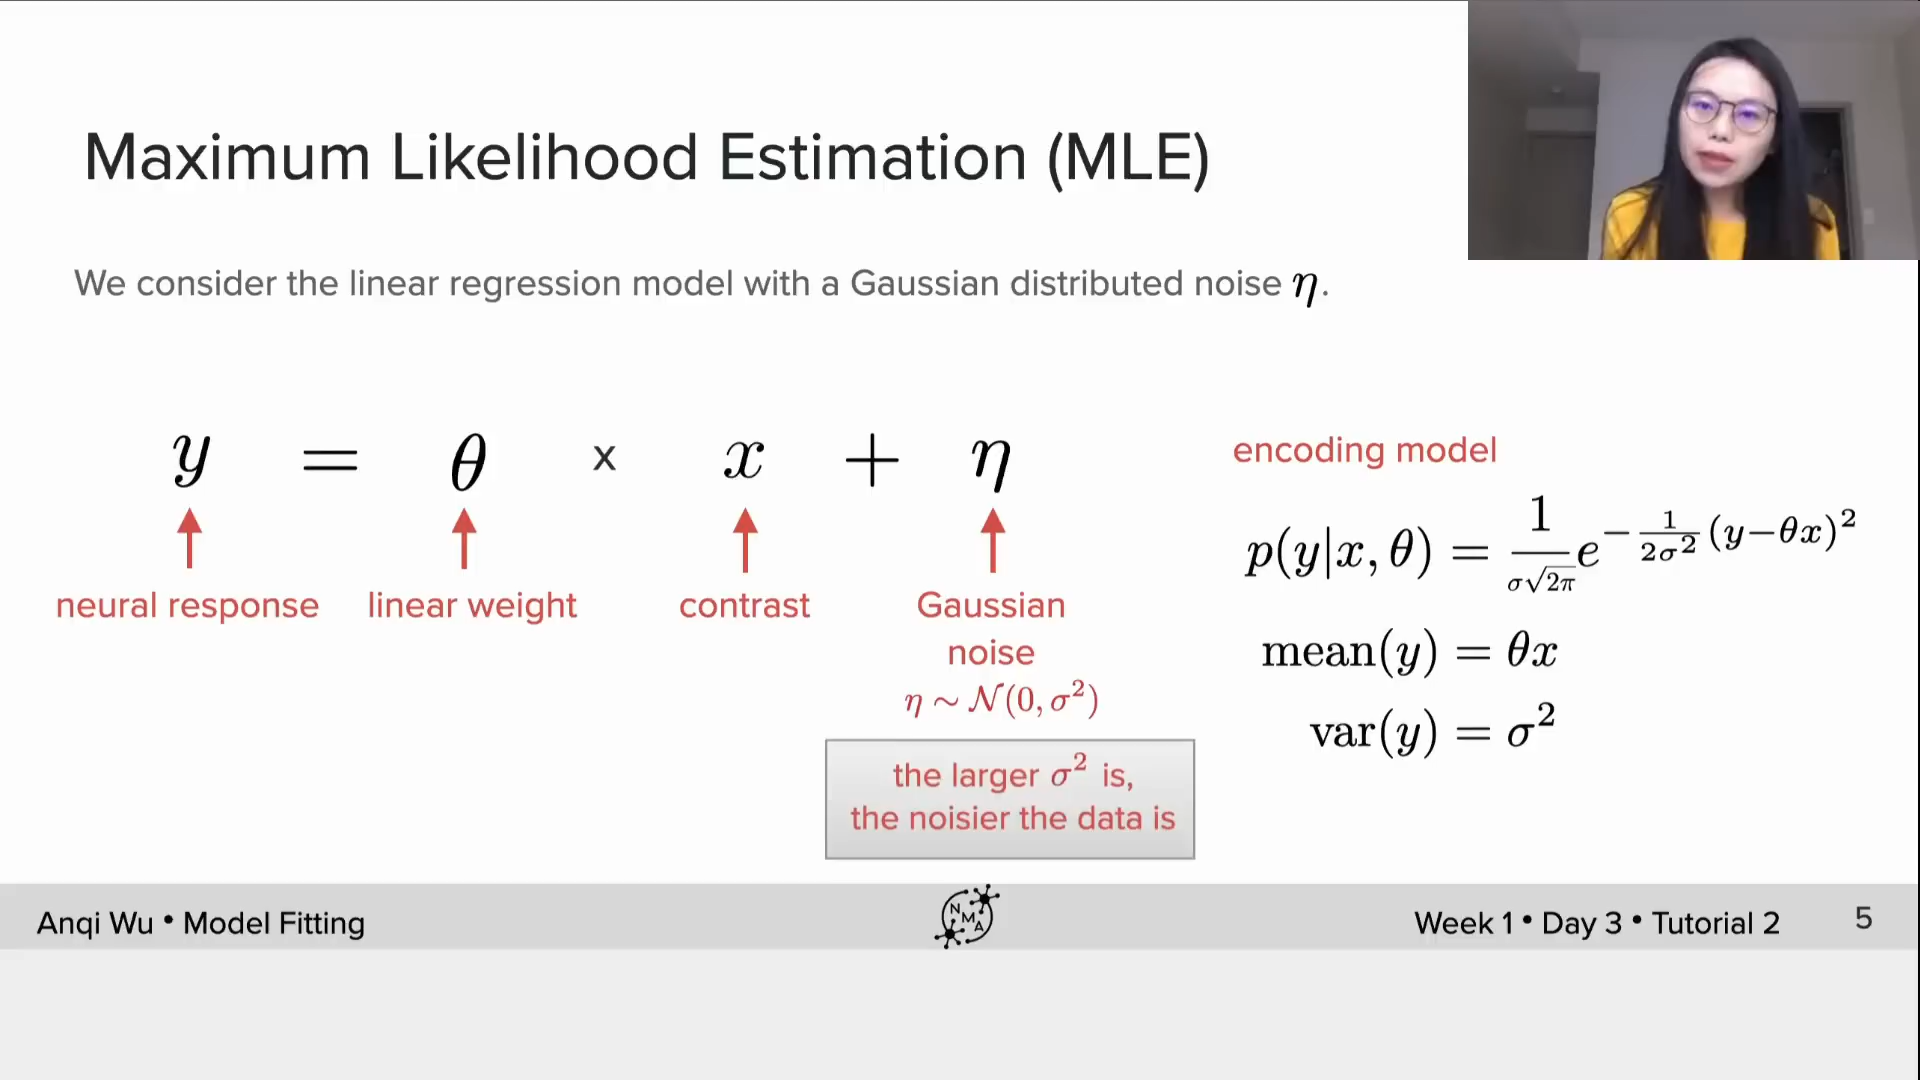 Maximum Likelihood Estimation (MLE)
We consider the linear regression model with a Gaussian distributed noise η.
y = θ x x + η
neural response linear weight contrast Gaussian
noise
η ∼ 𝒩(0, σ²)
the larger σ² is,
the noisier the data is
encoding model
p(y|x, θ) = 1/(σ√2π) e^(−1/(2σ²) (y−θx)²)
mean(y) = θx
var(y) = σ²
Anqi Wu • Model Fitting
NMA
Week 1 • Day 3 • Tutorial 2 5